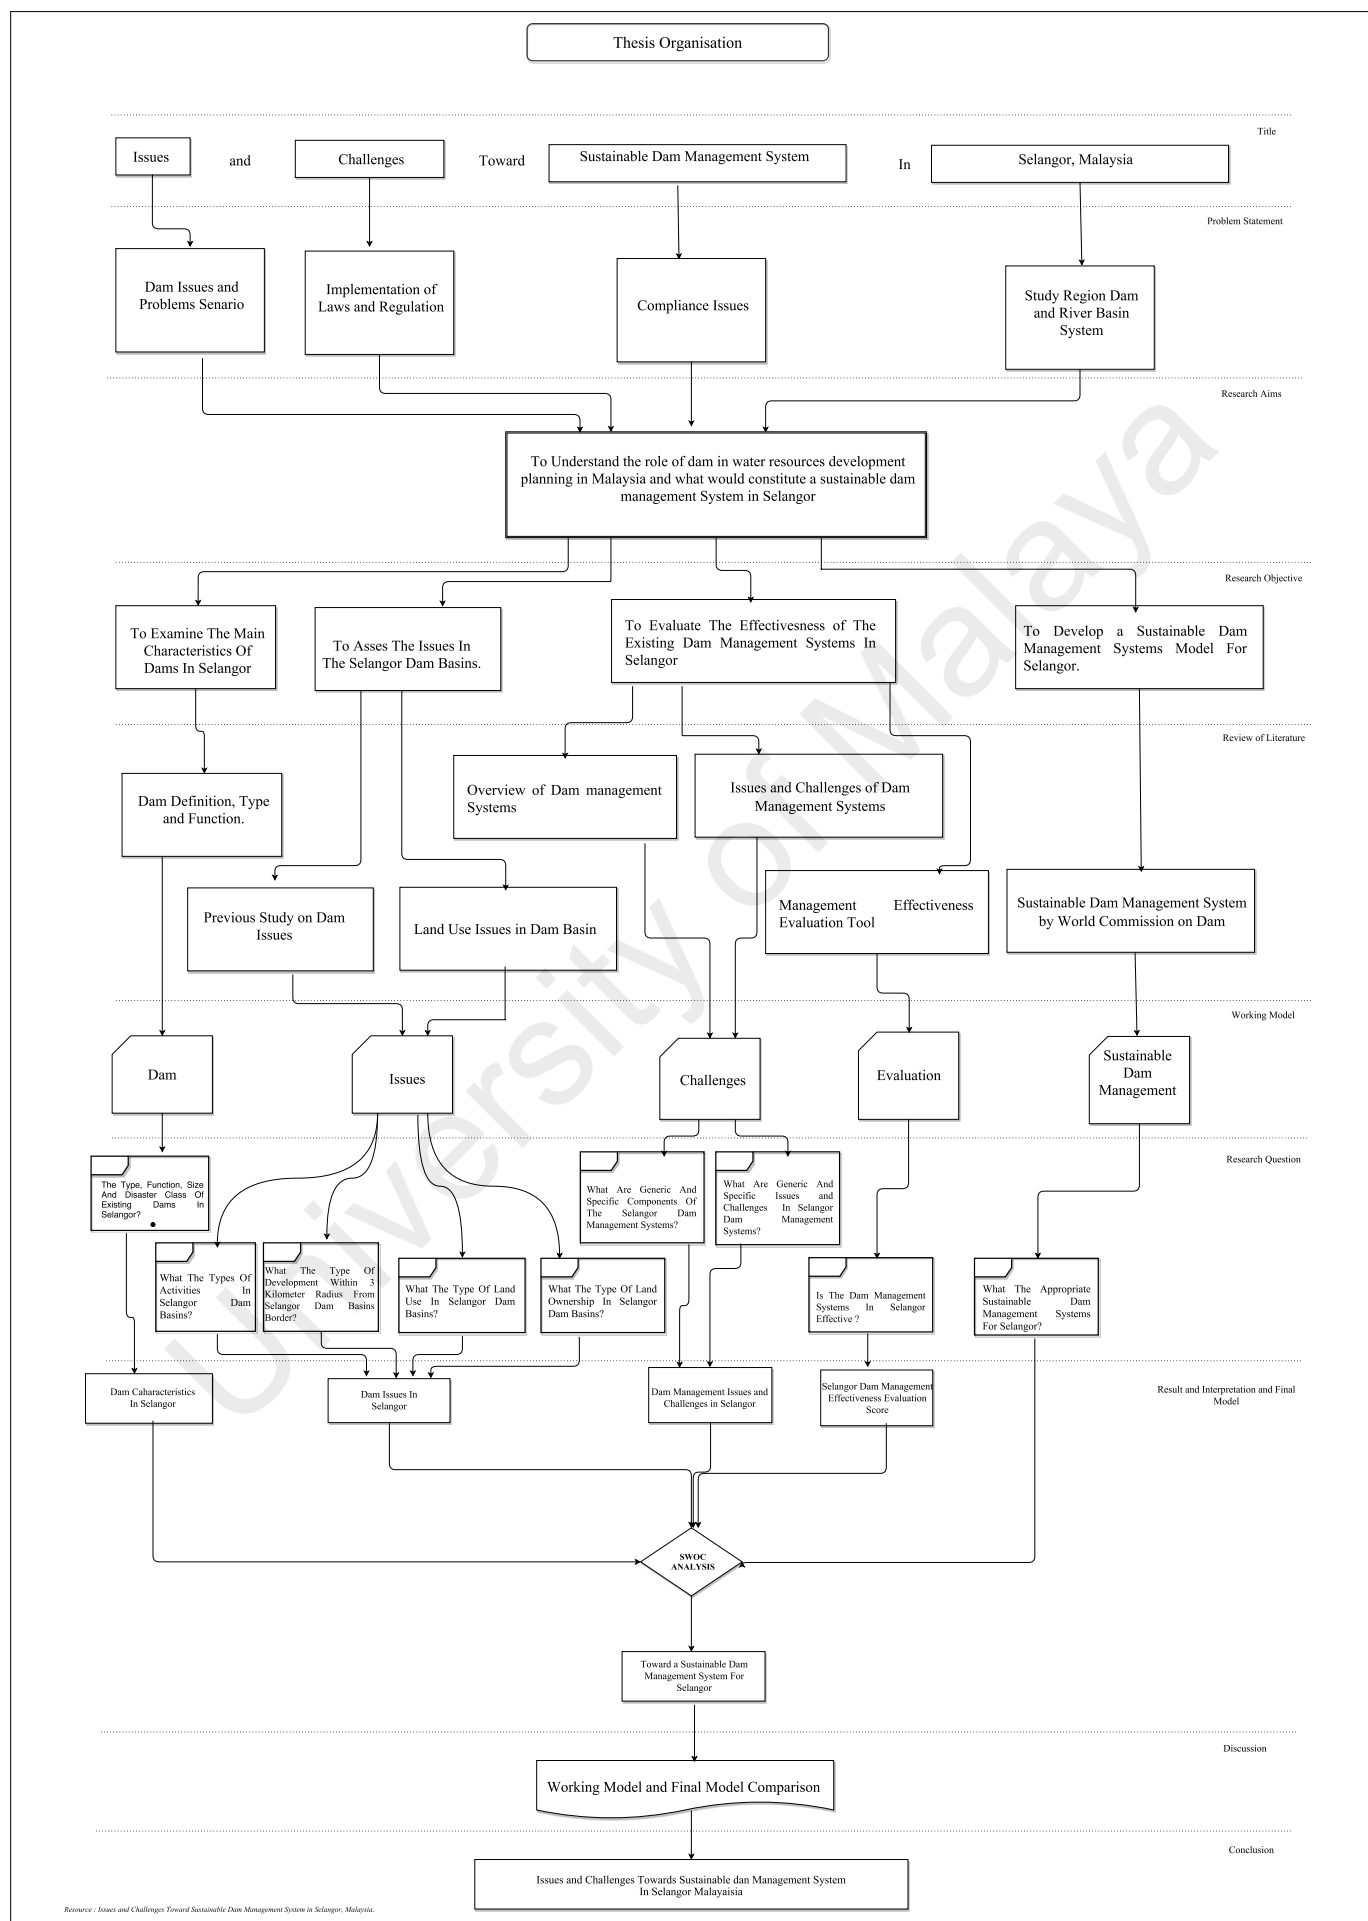 Thesis Organisation
Title
Issues
and
Challenges
Toward
Sustainable Dam Management System
In
Selangor, Malaysia
Problem Statement
Dam Issues and
Problems Senario
Implementation of
Laws and Regulation
Compliance Issues
Study Region Dam
and River Basin
System
Research Aims
To Understand the role of dam in water resources development
planning in Malaysia and what would constitute a sustainable dam
management System in Selangor
Research Objective
To Examine The Main
Characteristics Of
Dams In Selangor
To Asses The Issues In
The Selangor Dam Basins.
To Evaluate The Effectivesness of The
Existing Dam Management Systems In
Selangor
To Develop a Sustainable Dam
Management Systems Model For
Selangor.
Review of Literature
Dam Definition, Type
and Function.
Previous Study on Dam
Issues
Land Use Issues in Dam Basin
Overview of Dam management
Systems
Issues and Challenges of Dam
Management Systems
Management Effectiveness
Evaluation Tool
Sustainable Dam Management System
by World Commission on Dam
Working Model
Dam
Issues
Challenges
Evaluation
Sustainable
Dam
Management
Research Question
The Type, Function, Size
And Disaster Class Of
Existing Dams In
Selangor?
What The Types Of
Activities In
Selangor Dam
Basins?
What The Type Of
Development Within 3
Kilometer Radius From
Selangor Dam Basins
Border?
What The Type Of Land
Use In Selangor Dam
Basins?
What The Type Of Land
Ownership In Selangor
Dam Basins?
What Are Generic And
Specific Components Of
The Selangor Dam
Management Systems?
What Are Generic And
Specific Issues and
Challenges In Selangor
Dam Management
Systems?
Is The Dam Management
Systems In Selangor
Effective ?
What The Appropriate
Sustainable Dam
Management Systems
For Selangor?
Result and Interpretation and Final
Model
Dam Caharacteristics
In Selangor
Dam Issues In
Selangor
Dam Management Issues and
Challenges in Selangor
Selangor Dam Management
Effectiveness Evaluation
Score
SWOC
ANALYSIS
Toward a Sustainable Dam
Management System For
Selangor
Discussion
Working Model and Final Model Comparison
Conclusion
Issues and Challenges Towards Sustainable dan Management System
In Selangor Malayaisia
Resource : Issues and Challenges Toward Sustainable Dam Management System in Selangor, Malaysia.
University of Malaya